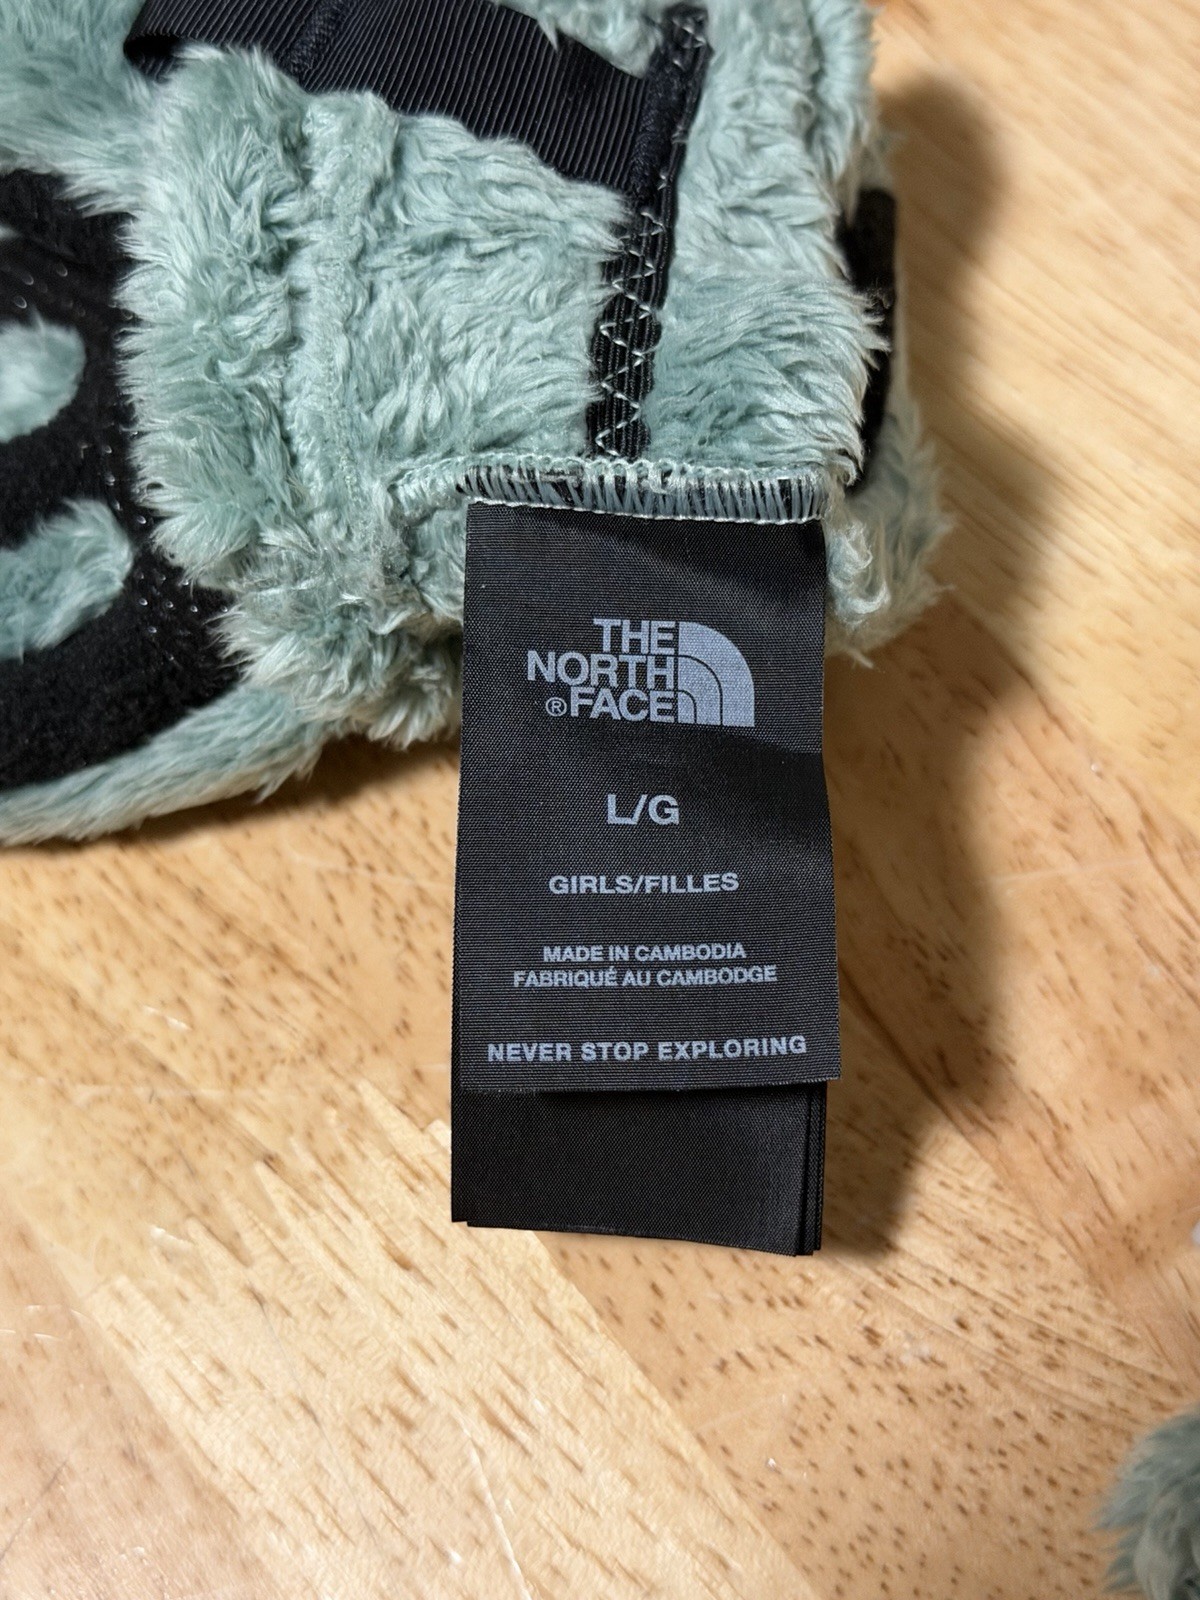 THE
NORTH
®FACE
L/G
GIRLS/FILLES
MADE IN CAMBODIA
FABRIQUÉ AU CAMBODGE
NEVER STOP EXPLORING